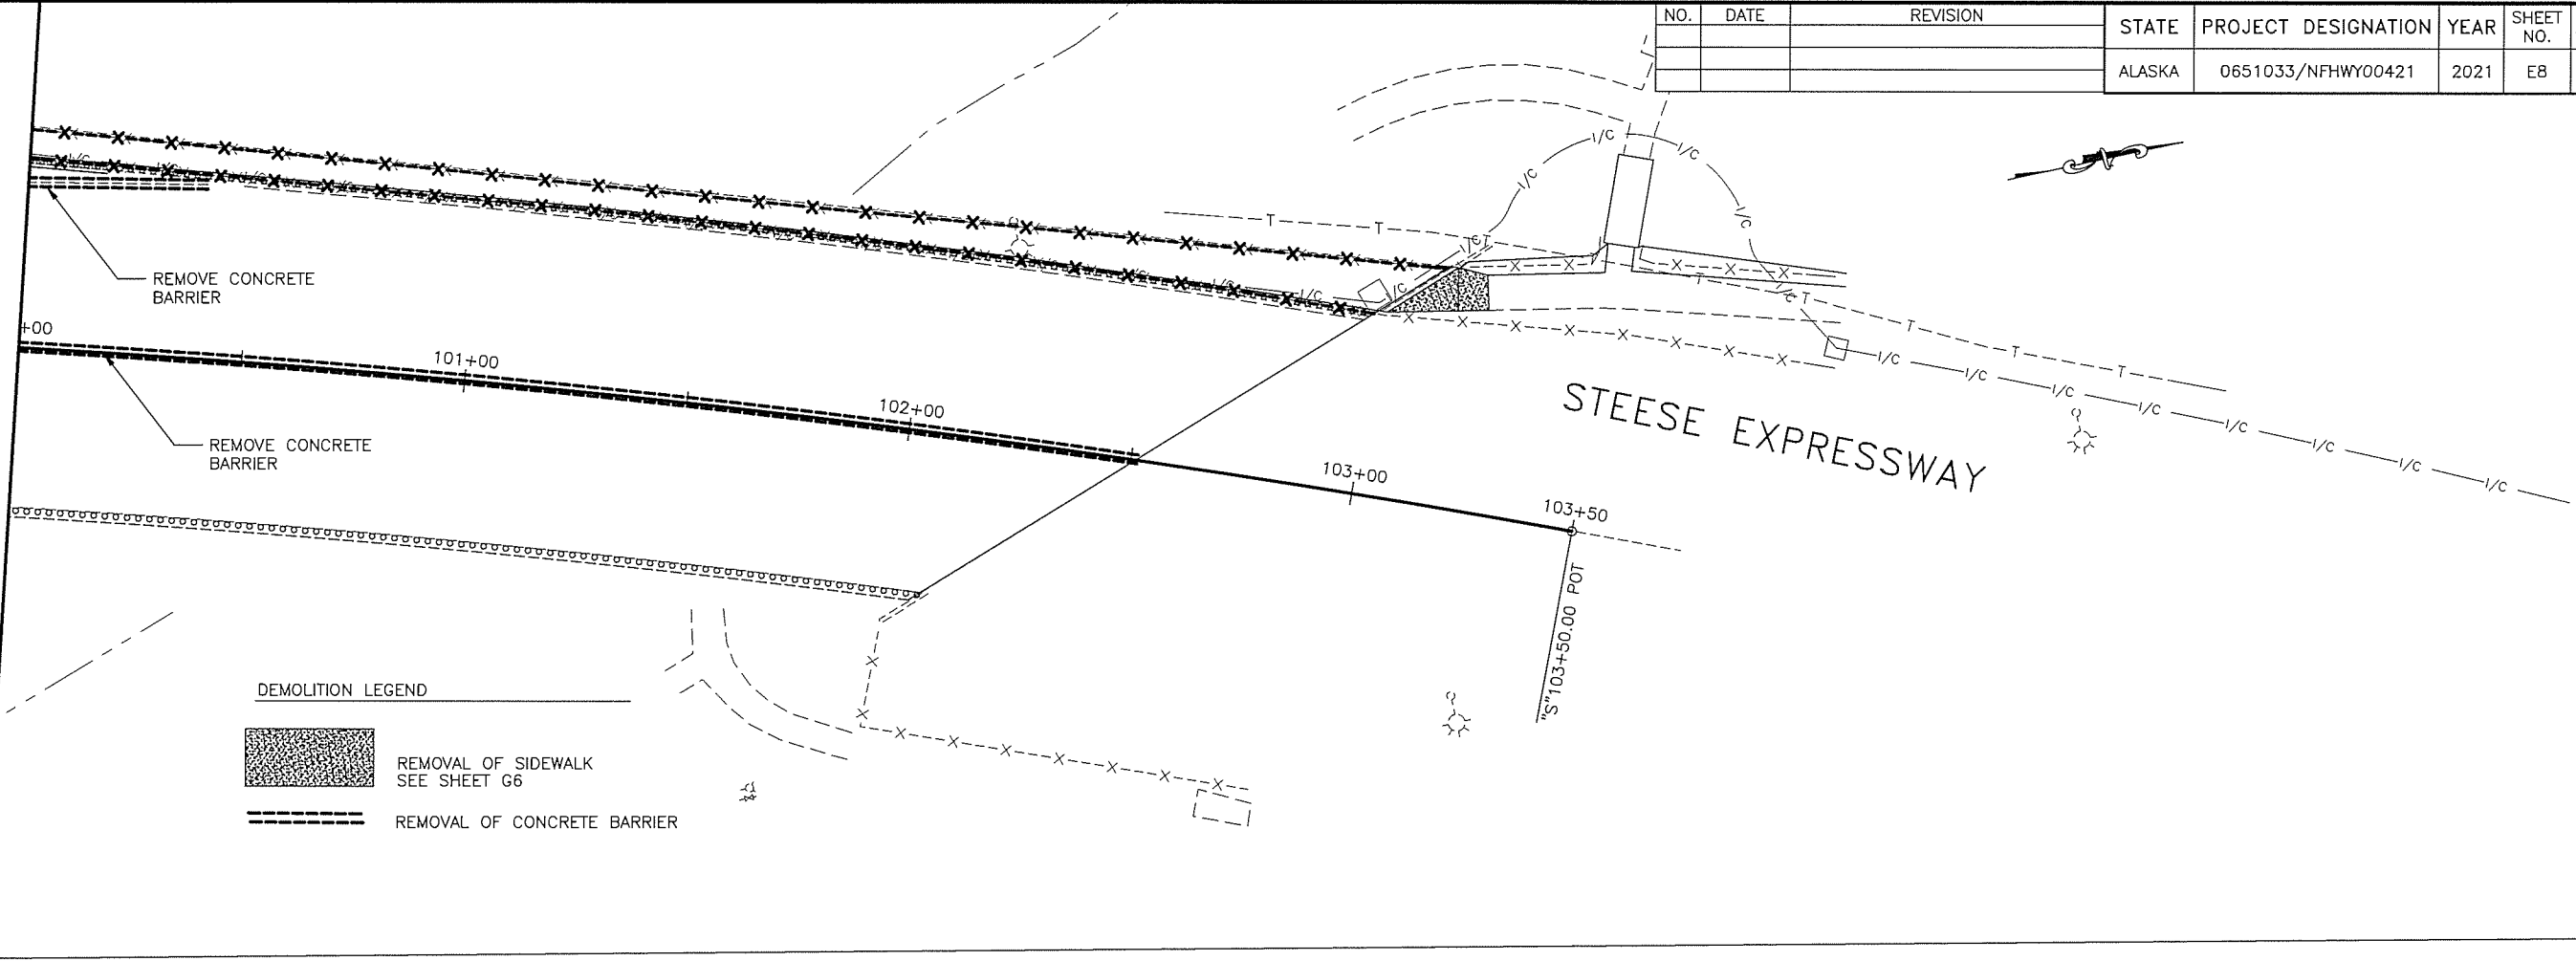 NO. DATE REVISION
STATE PROJECT DESIGNATION YEAR SHEET NO.
ALASKA 0651033/NFHWY00421 2021 E8
REMOVE CONCRETE
BARRIER
+00
101+00
102+00
103+00
103+50
REMOVE CONCRETE
BARRIER
STEESE EXPRESSWAY
"S"103+50.00 POT
DEMOLITION LEGEND
REMOVAL OF SIDEWALK
SEE SHEET G6
REMOVAL OF CONCRETE BARRIER
I/C
I/C
I/C
I/C
I/C
I/C
I/C
I/C
I/C
I/C
I/C
I/C
I/C
I/C
T
T
T
T
T
T
T
T
N